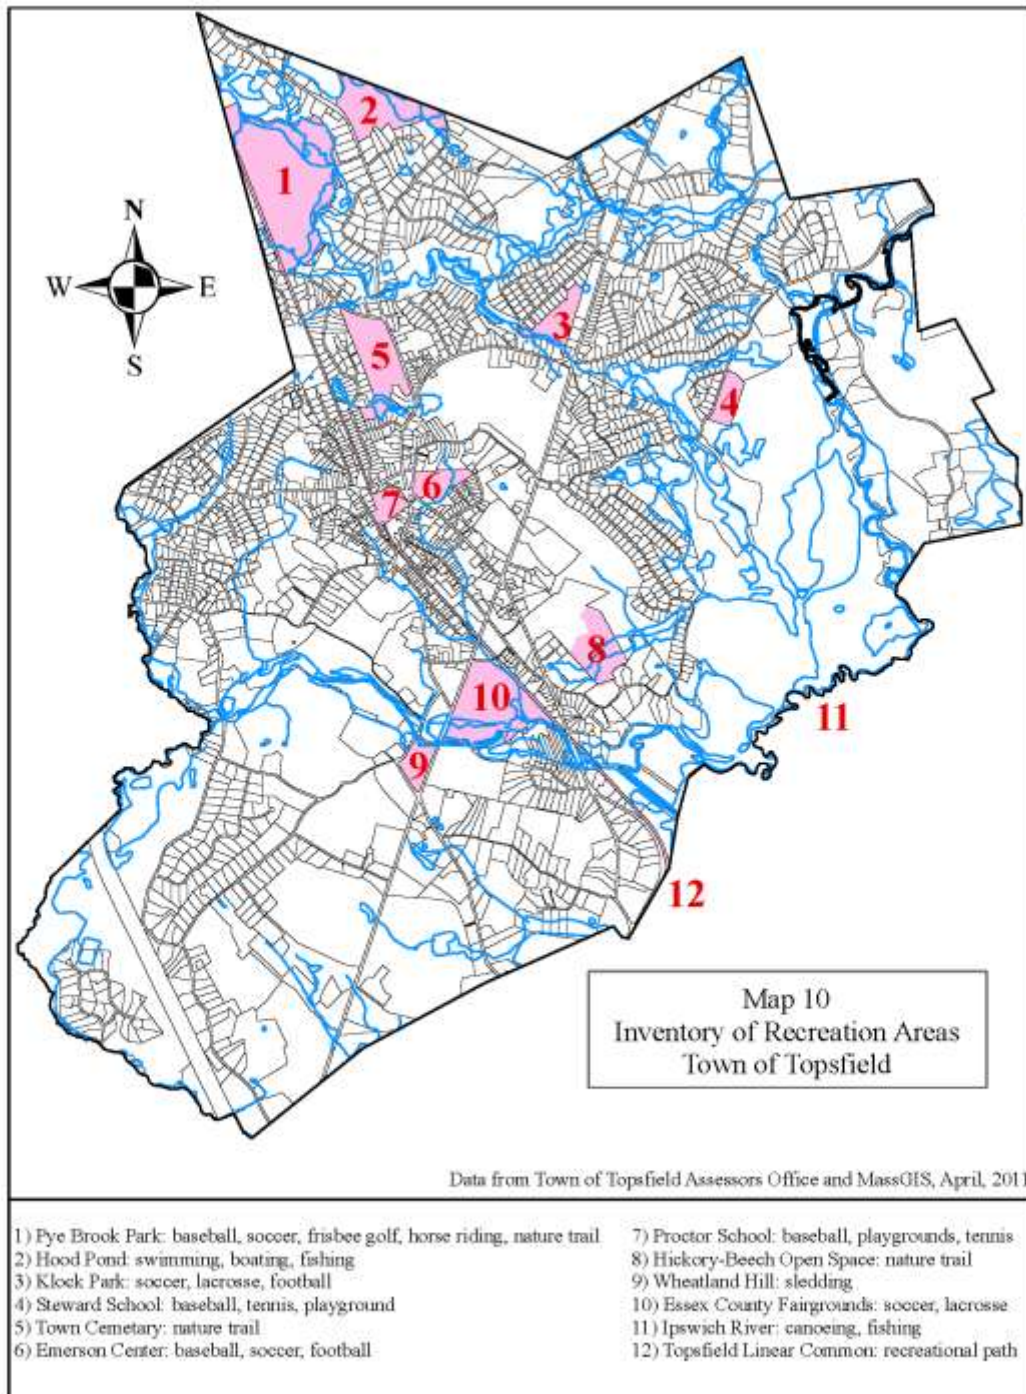 2
1
N
W
E
S
3
5
4
6
7
8
10
11
9
12
Map 10
Inventory of Recreation Areas
Town of Topsfield
Data from Town of Topsfield Assessors Office and MassGIS, April, 2011
1) Pye Brook Park: baseball, soccer, frisbee golf, horse riding, nature trail
2) Hood Pond: swimming, boating, fishing
3) Klock Park: soccer, lacrosse, football
4) Steward School: baseball, tennis, playground
5) Town Cemetary: nature trail
6) Emerson Center: baseball, soccer, football
7) Proctor School: baseball, playgrounds, tennis
8) Hickory-Beech Open Space: nature trail
9) Wheatland Hill: sledding
10) Essex County Fairgrounds: soccer, lacrosse
11) Ipswich River: canoeing, fishing
12) Topsfield Linear Common: recreational path